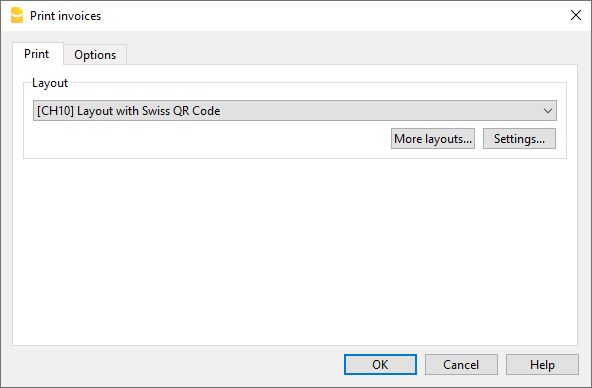 Print invoices
Print Options
Layout
[CH10] Layout with Swiss QR Code
More layouts... Settings...
OK Cancel Help